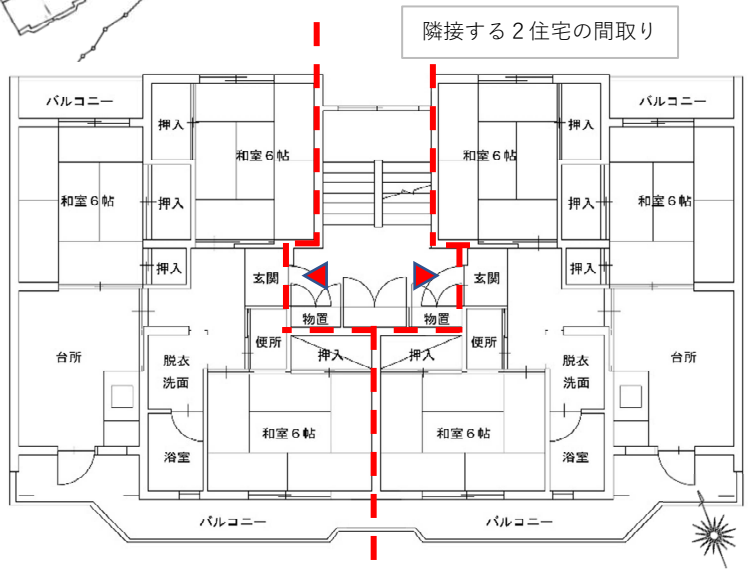 隣接する２住宅の間取り
バルコニー
バルコニー
押入
押入
和室６帖
和室６帖
和室６帖
押入
押入
和室６帖
押入
玄関
玄関
押入
物置
物置
台所
脱衣
洗面
便所
押入
押入
便所
脱衣
洗面
台所
浴室
和室６帖
和室６帖
浴室
バルコニー
バルコニー